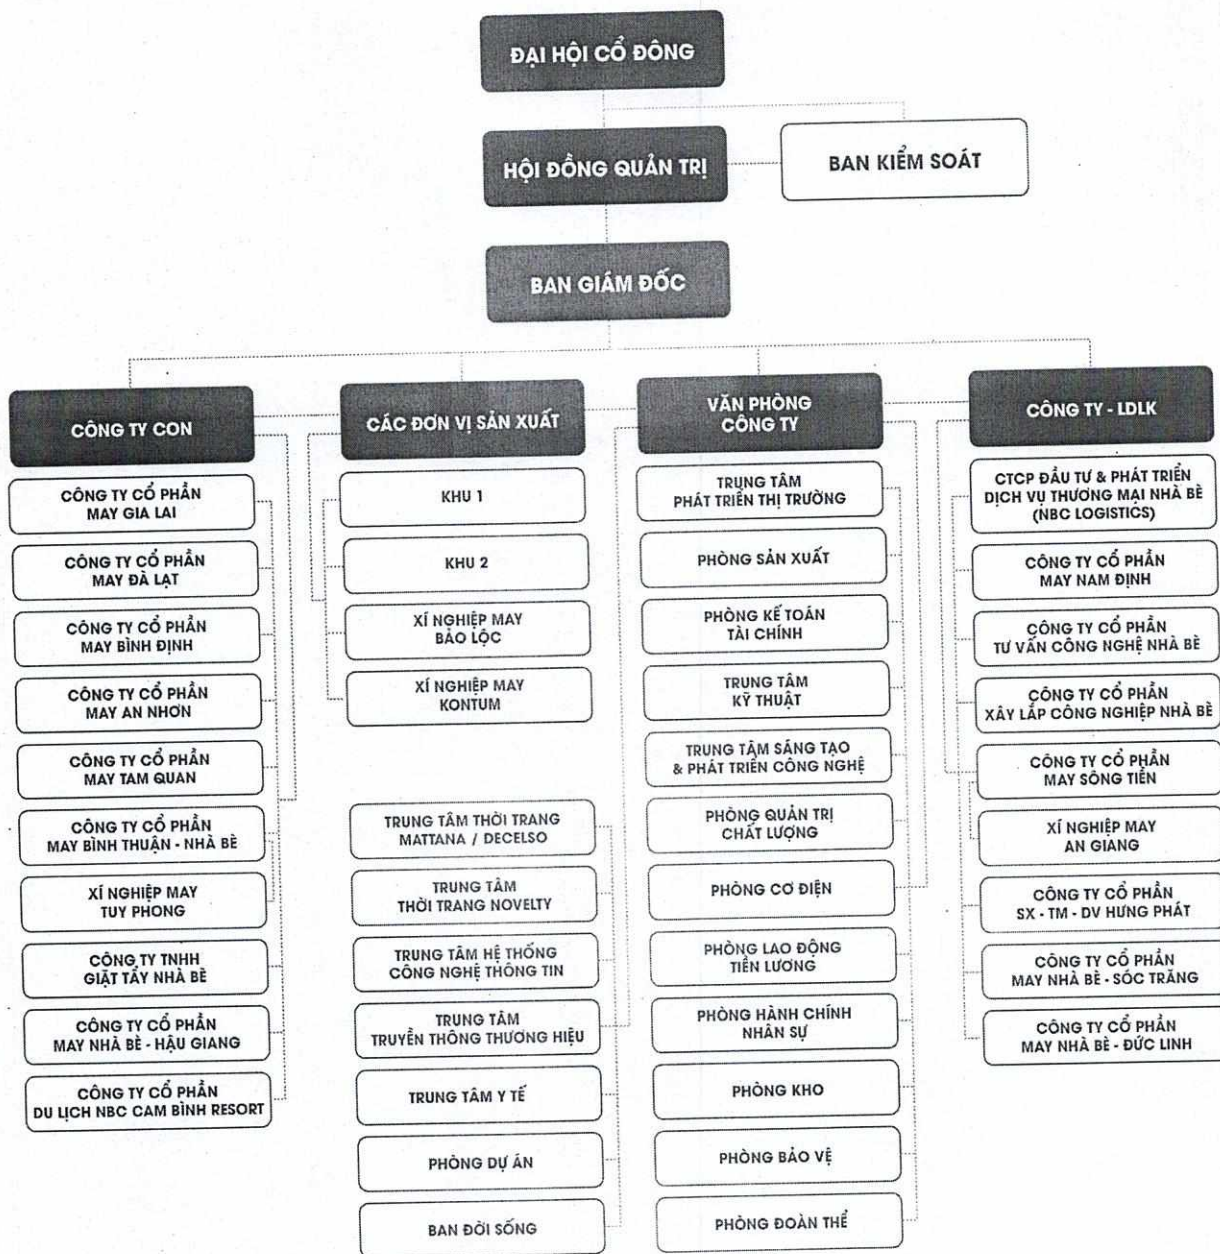 ĐẠI HỘI CỔ ĐÔNG
HỘI ĐỒNG QUẢN TRỊ
BAN KIỂM SOÁT
BAN GIÁM ĐỐC
CÔNG TY CON
CÔNG TY CỔ PHẦN
MAY GIA LAI
CÔNG TY CỔ PHẦN
MAY ĐÀ LẠT
CÔNG TY CỔ PHẦN
MAY BÌNH ĐỊNH
CÔNG TY CỔ PHẦN
MAY AN NHƠN
CÔNG TY CỔ PHẦN
MAY TAM QUAN
CÔNG TY CỔ PHẦN
MAY BÌNH THUẬN - NHÀ BÈ
XÍ NGHIỆP MAY
TUY PHONG
CÔNG TY TNHH
GIẶT TẨY NHÀ BÈ
CÔNG TY CỔ PHẦN
MAY NHÀ BÈ - HẬU GIANG
CÔNG TY CỔ PHẦN
DU LỊCH NBC CAM BÌNH RESORT
CÁC ĐƠN VỊ SẢN XUẤT
KHU 1
KHU 2
XÍ NGHIỆP MAY
BẢO LỘC
XÍ NGHIỆP MAY
KONTUM
TRUNG TÂM THỜI TRANG
MATTANA / DECELSO
TRUNG TÂM
THỜI TRANG NOVELTY
TRUNG TÂM HỆ THỐNG
CÔNG NGHỆ THÔNG TIN
TRUNG TÂM
TRUYỀN THÔNG THƯƠNG HIỆU
TRUNG TÂM Y TẾ
PHÒNG DỰ ÁN
BAN ĐỜI SỐNG
VĂN PHÒNG
CÔNG TY
TRUNG TÂM
PHÁT TRIỂN THỊ TRƯỜNG
PHÒNG SẢN XUẤT
PHÒNG KẾ TOÁN
TÀI CHÍNH
TRUNG TÂM
KỸ THUẬT
TRUNG TÂM SÁNG TẠO
& PHÁT TRIỂN CÔNG NGHỆ
PHÒNG QUẢN TRỊ
CHẤT LƯỢNG
PHÒNG CƠ ĐIỆN
PHÒNG LAO ĐỘNG
TIỀN LƯƠNG
PHÒNG HÀNH CHÍNH
NHÂN SỰ
PHÒNG KHO
PHÒNG BẢO VỆ
PHÒNG ĐOÀN THỂ
CÔNG TY - LDLK
CTCP ĐẦU TƯ & PHÁT TRIỂN
DỊCH VỤ THƯƠNG MẠI NHÀ BÈ
(NBC LOGISTICS)
CÔNG TY CỔ PHẦN
MAY NAM ĐỊNH
CÔNG TY CỔ PHẦN
TƯ VẤN CÔNG NGHỆ NHÀ BÈ
CÔNG TY CỔ PHẦN
XÂY LẮP CÔNG NGHIỆP NHÀ BÈ
CÔNG TY CỔ PHẦN
MAY SÔNG TIỀN
XÍ NGHIỆP MAY
AN GIANG
CÔNG TY CỔ PHẦN
SX - TM - DV HƯNG PHÁT
CÔNG TY CỔ PHẦN
MAY NHÀ BÈ - SÓC TRĂNG
CÔNG TY CỔ PHẦN
MAY NHÀ BÈ - ĐỨC LINH